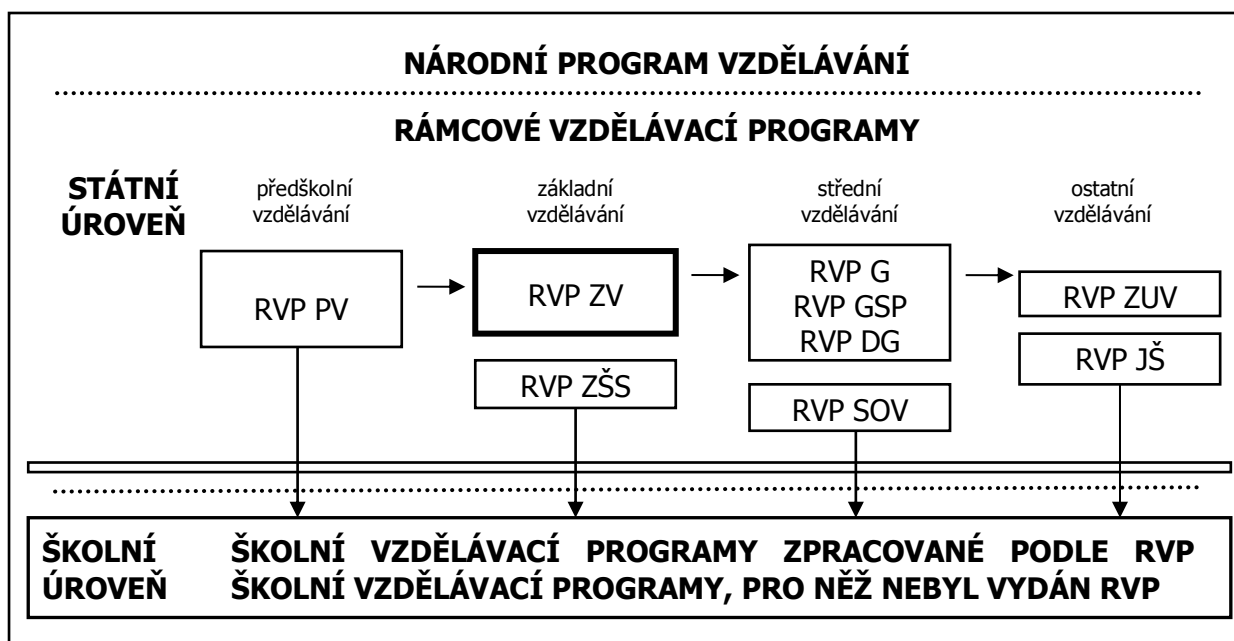 NÁRODNÍ PROGRAM VZDĚLÁVÁNÍ
RÁMCOVÉ VZDĚLÁVACÍ PROGRAMY
STÁTNÍ
ÚROVEŇ
předškolní
vzdělávání
základní
vzdělávání
střední
vzdělávání
ostatní
vzdělávání
RVP PV
RVP ZV
RVP ZŠS
RVP G
RVP GSP
RVP DG
RVP SOV
RVP ZUV
RVP JŠ
ŠKOLNÍ
ÚROVEŇ
ŠKOLNÍ VZDĚLÁVACÍ PROGRAMY ZPRACOVANÉ PODLE RVP
ŠKOLNÍ VZDĚLÁVACÍ PROGRAMY, PRO NĚŽ NEBYL VYDÁN RVP